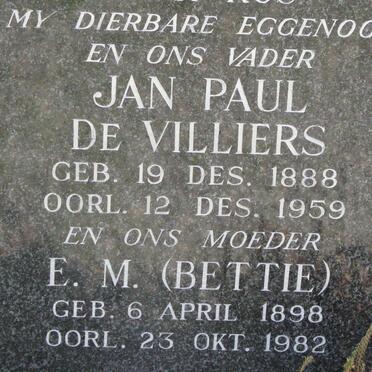 MY DIERBARE EGGENOO
EN ONS VADER
JAN PAUL
DE VILLIERS
GEB. 19 DES. 1888
OORL. 12 DES. 1959
EN ONS MOEDER
E. M. (BETTIE)
GEB. 6 APRIL 1898
OORL. 23 OKT. 1982